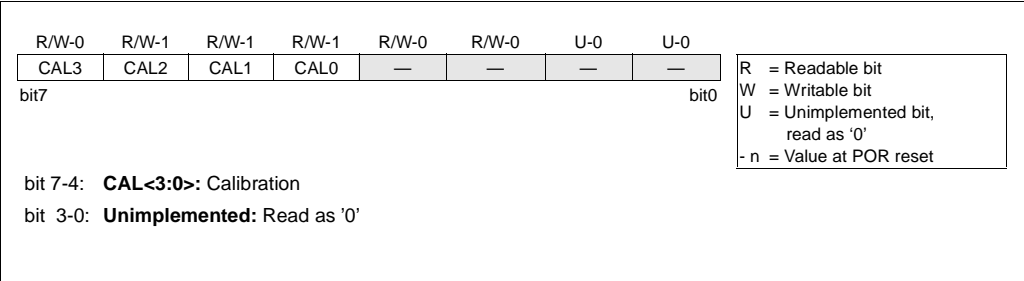 R/W-0 R/W-1 R/W-1 R/W-1 R/W-0 R/W-0 U-0 U-0
CAL3 CAL2 CAL1 CAL0 — — — —
bit7 bit0
R = Readable bit
W = Writable bit
U = Unimplemented bit,
read as ‘0’
- n = Value at POR reset
bit 7-4: CAL<3:0>: Calibration
bit 3-0: Unimplemented: Read as ’0’